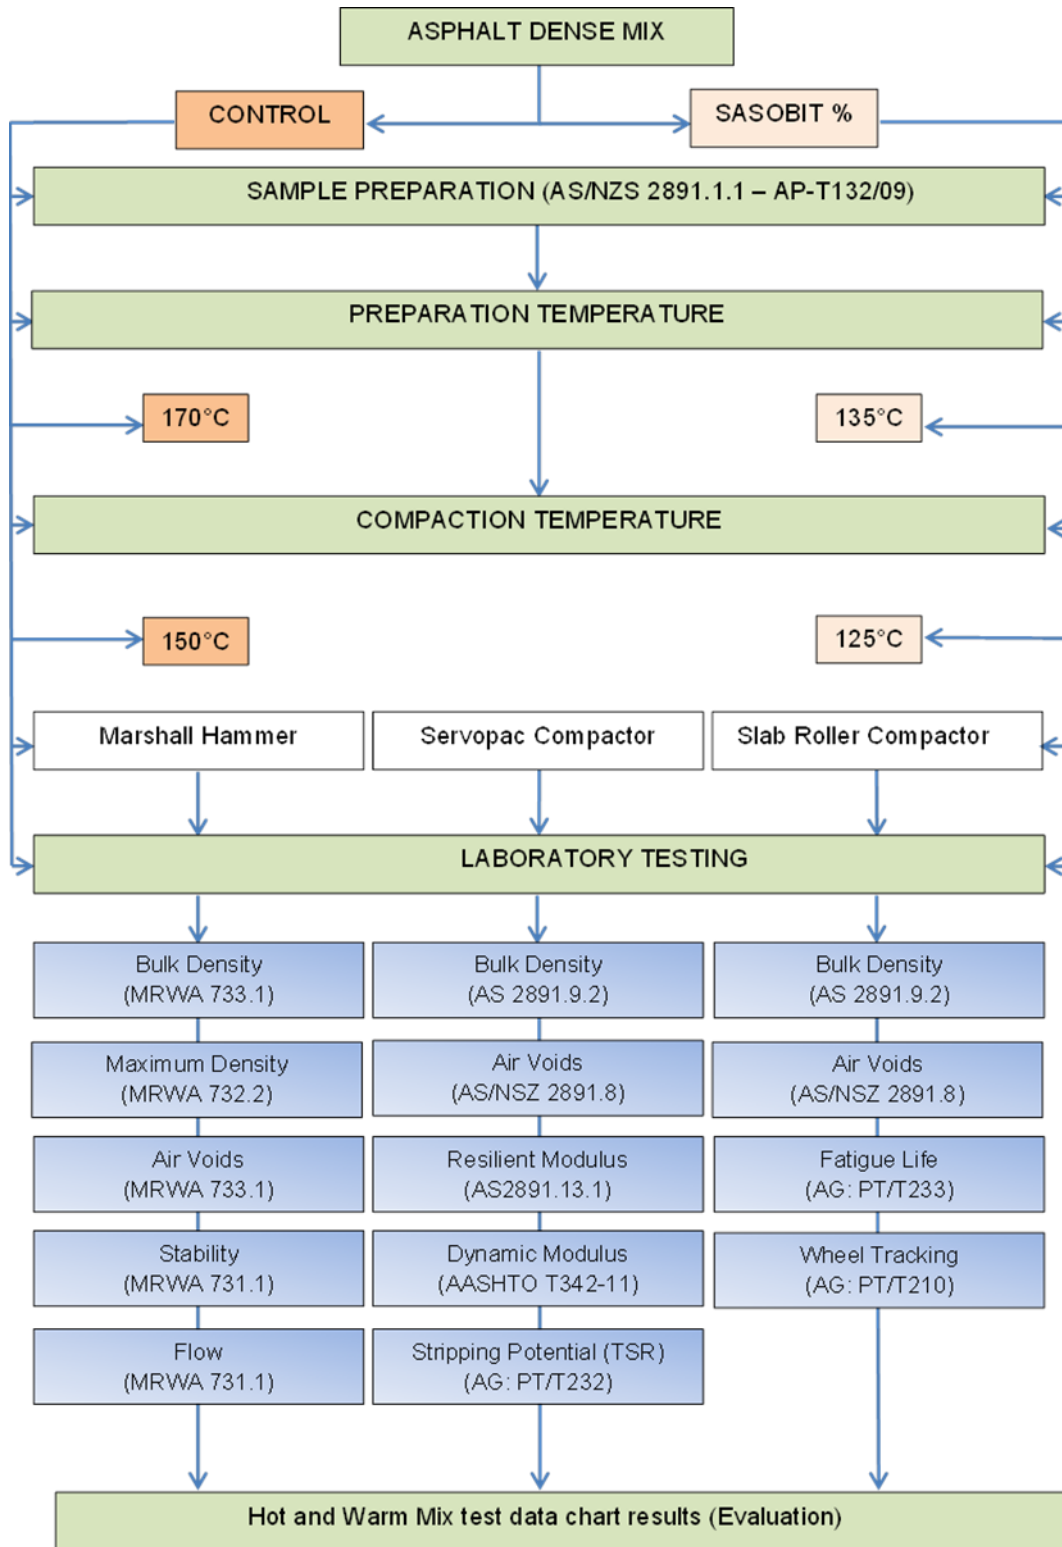 ASPHALT DENSE MIX
CONTROL
SASOBIT %
SAMPLE PREPARATION (AS/NZS 2891.1.1 – AP-T132/09)
PREPARATION TEMPERATURE
170°C
135°C
COMPACTION TEMPERATURE
150°C
125°C
Marshall Hammer
Servopac Compactor
Slab Roller Compactor
LABORATORY TESTING
Bulk Density
(MRWA 733.1)
Maximum Density
(MRWA 732.2)
Air Voids
(MRWA 733.1)
Stability
(MRWA 731.1)
Flow
(MRWA 731.1)
Bulk Density
(AS 2891.9.2)
Air Voids
(AS/NSZ 2891.8)
Resilient Modulus
(AS2891.13.1)
Dynamic Modulus
(AASHTO T342-11)
Stripping Potential (TSR)
(AG: PT/T232)
Bulk Density
(AS 2891.9.2)
Air Voids
(AS/NSZ 2891.8)
Fatigue Life
(AG: PT/T233)
Wheel Tracking
(AG: PT/T210)
Hot and Warm Mix test data chart results (Evaluation)